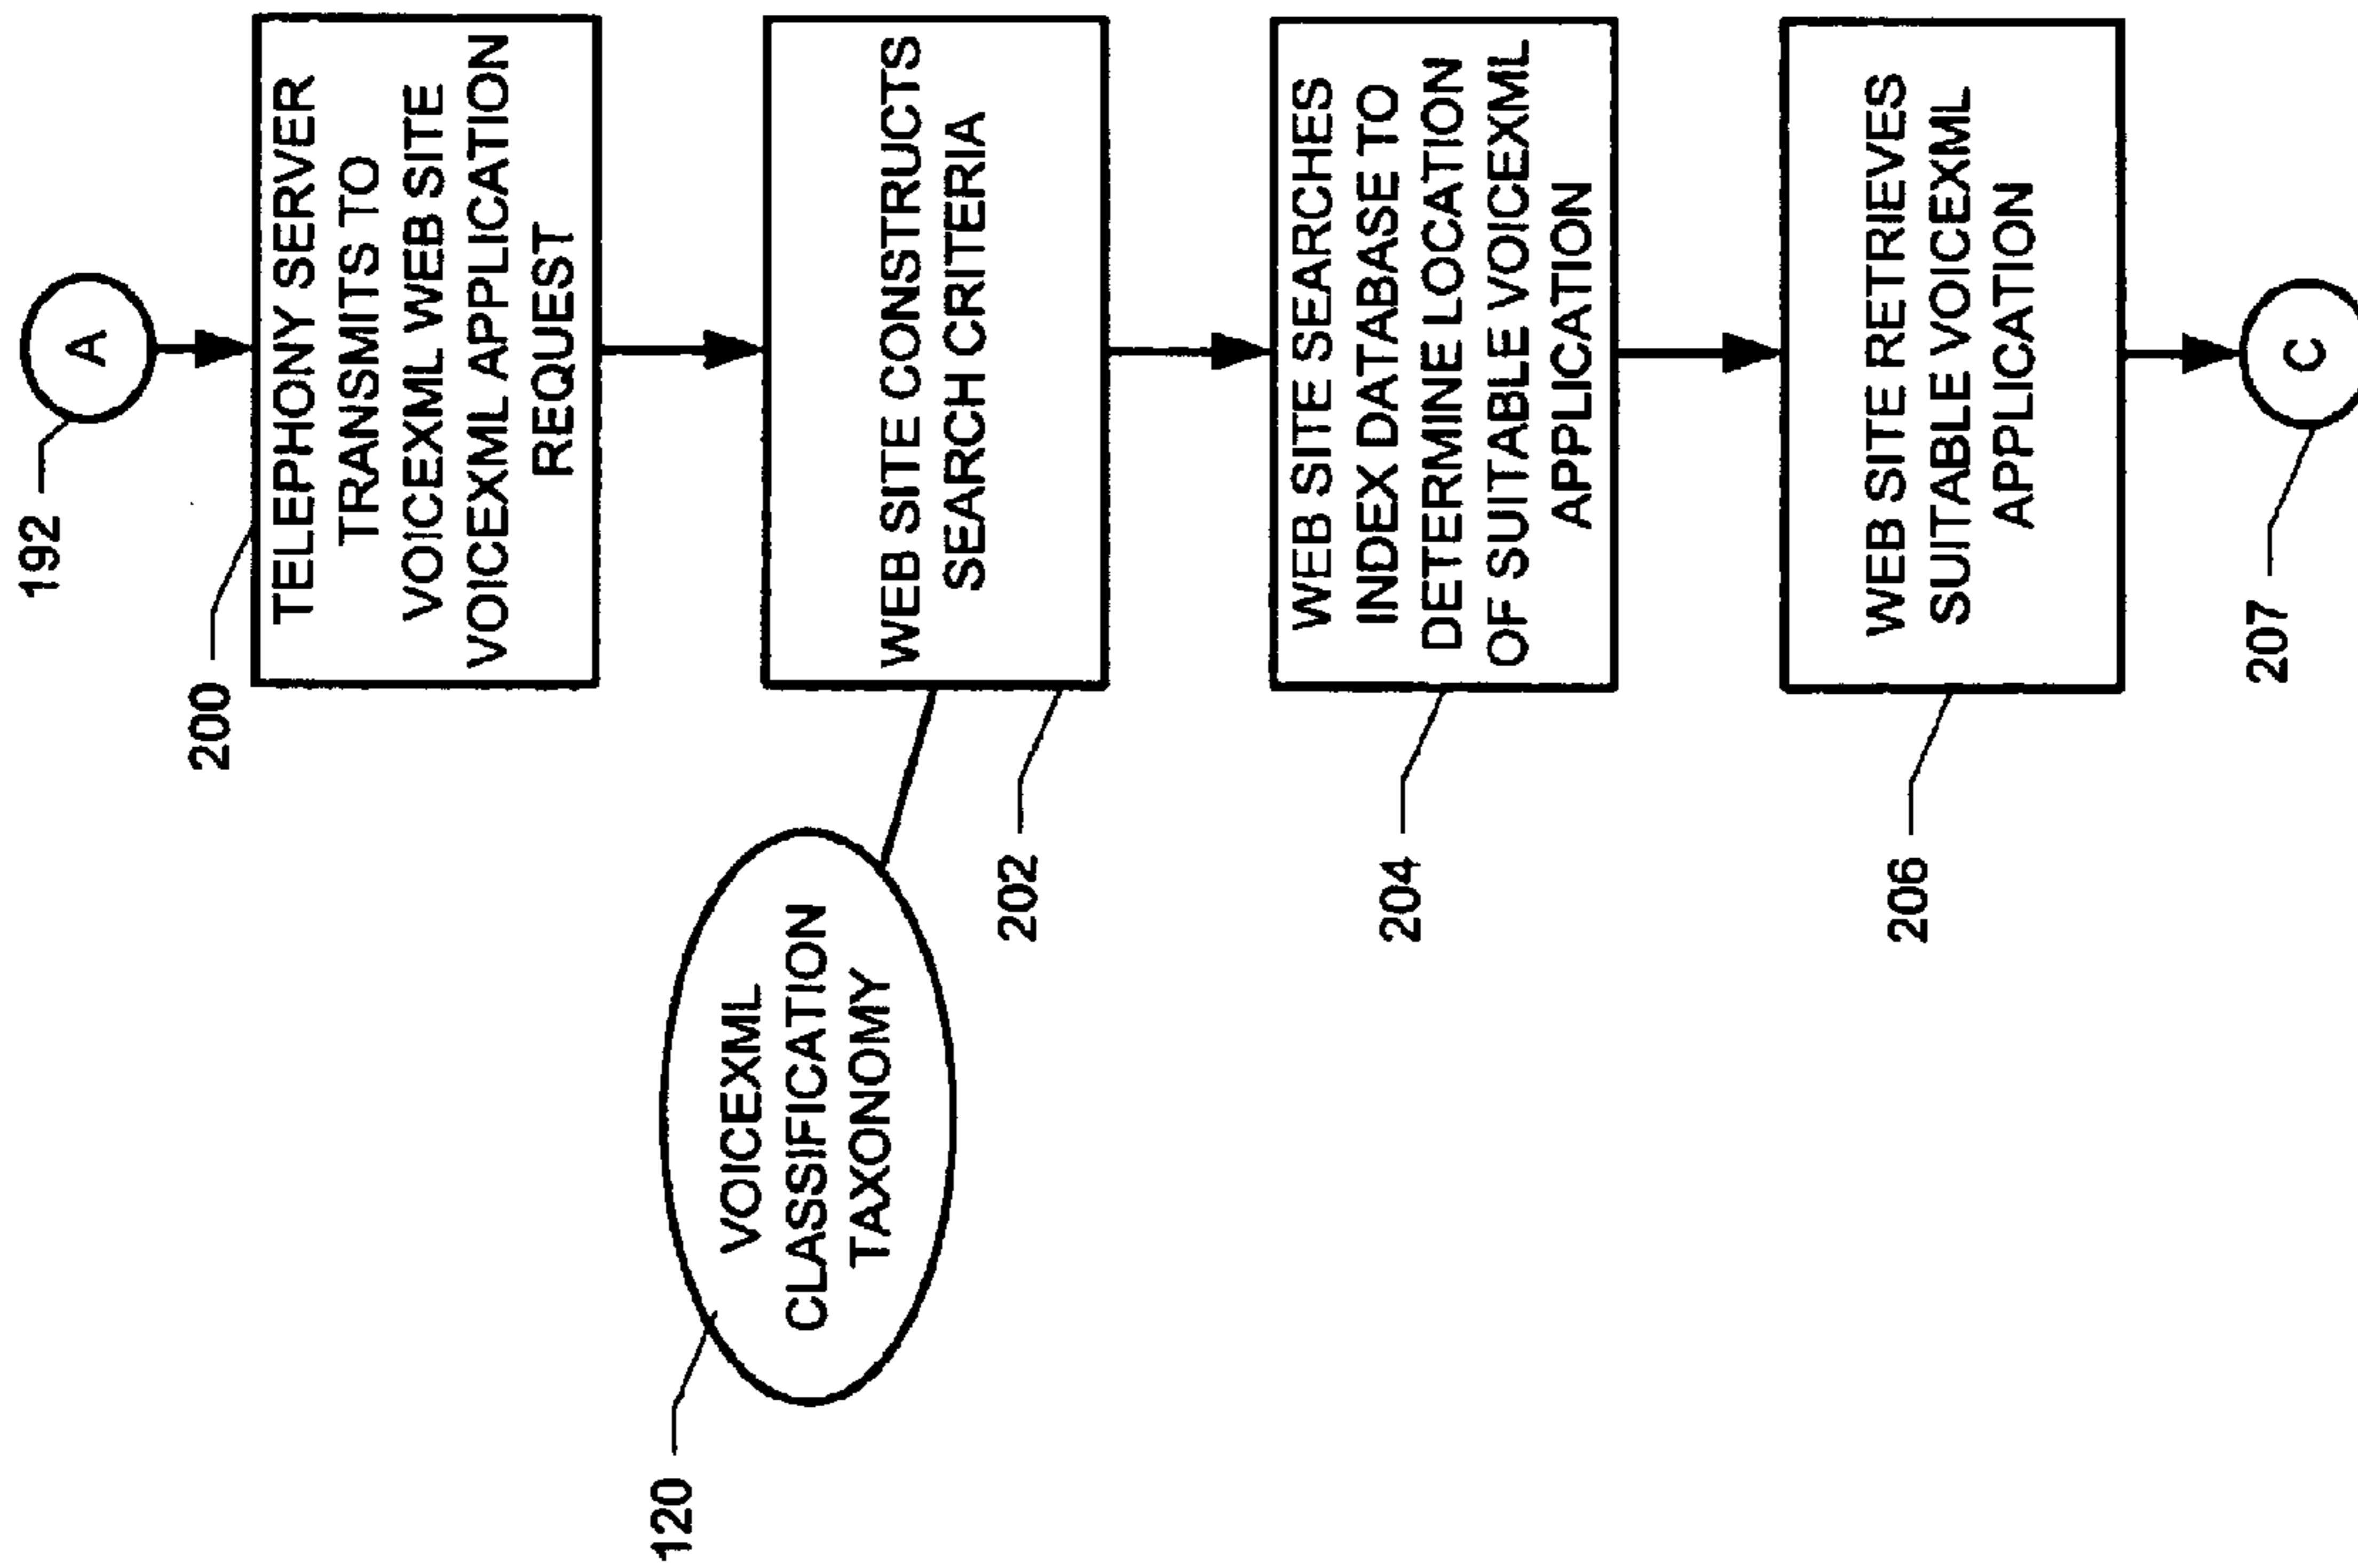 192
A
200
TELEPHONY SERVER
TRANSMITS TO
VOICEXML WEB SITE
VOICEXML APPLICATION
REQUEST
120
VOICEXML
CLASSIFICATION
TAXONOMY
202
WEB SITE CONSTRUCTS
SEARCH CRITERIA
204
WEB SITE SEARCHES
INDEX DATABASE TO
DETERMINE LOCATION
OF SUITABLE VOICEXML
APPLICATION
206
WEB SITE RETRIEVES
SUITABLE VOICEXML
APPLICATION
207
C